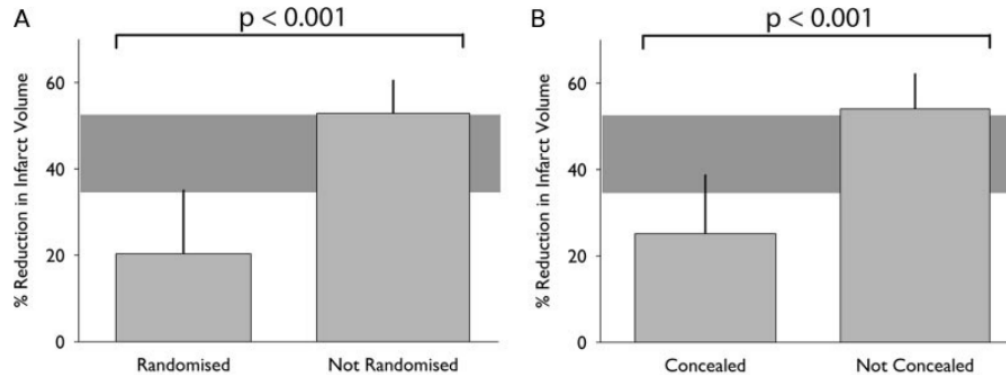 A
p < 0.001
% Reduction in Infarct Volume
60
40
20
0
Randomised
Not Randomised
B
p < 0.001
% Reduction in Infarct Volume
60
40
20
0
Concealed
Not Concealed